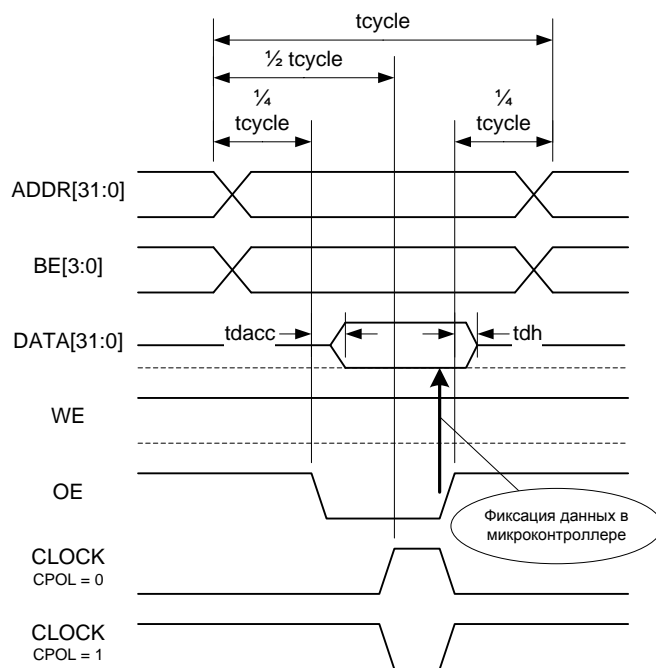 tcycle
½ tcycle
¼
tcycle
¼
tcycle
ADDR[31:0]
BE[3:0]
DATA[31:0]
tdacc
tdh
WE
OE
Фиксация данных в
микроконтроллере
CLOCK
CPOL = 0
CLOCK
CPOL = 1